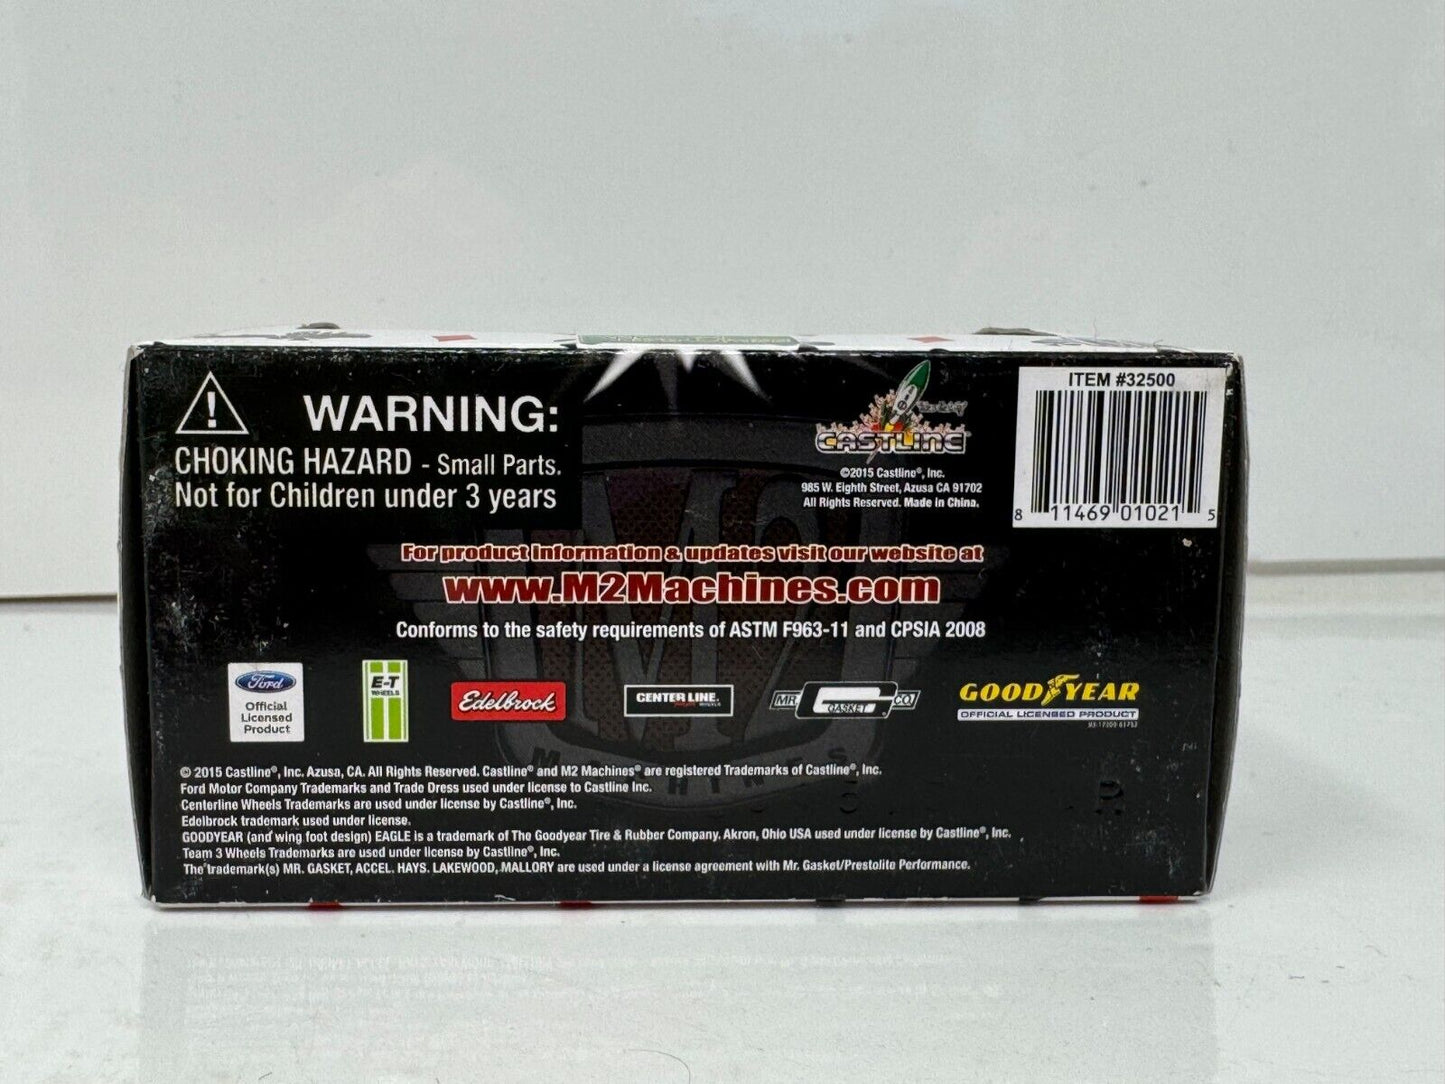 WARNING:
CHOKING HAZARD - Small Parts.
Not for Children under 3 years
CASTLINE
©2015 Castline®, Inc.
985 W. Eighth Street, Azusa CA 91702
All Rights Reserved. Made in China.
ITEM #32500
8 11469 01021 5
For product information & updates visit our website at
www.M2Machines.com
Conforms to the safety requirements of ASTM F963-11 and CPSIA 2008
Ford
Official
Licensed
Product
E-T
WHEELS
Edelbrock
CENTER LINE
WHEELS
MR. GASKET CO.
GOODYEAR
OFFICIAL LICENSED PRODUCT
M2
MACHINES
© 2015 Castline®, Inc. Azusa, CA. All Rights Reserved. Castline® and M2 Machines® are registered Trademarks of Castline®, Inc.
Ford Motor Company Trademarks and Trade Dress used under license to Castline Inc.
Centerline Wheels Trademarks are used under license by Castline®, Inc.
Edelbrock trademark used under license.
GOODYEAR (and wing foot design) EAGLE is a trademark of The Goodyear Tire & Rubber Company. Akron, Ohio USA used under license by Castline®, Inc.
Team 3 Wheels Trademarks are used under license by Castline®, Inc.
The trademark(s) MR. GASKET, ACCEL. HAYS. LAKEWOOD, MALLORY are used under a license agreement with Mr. Gasket/Prestolite Performance.